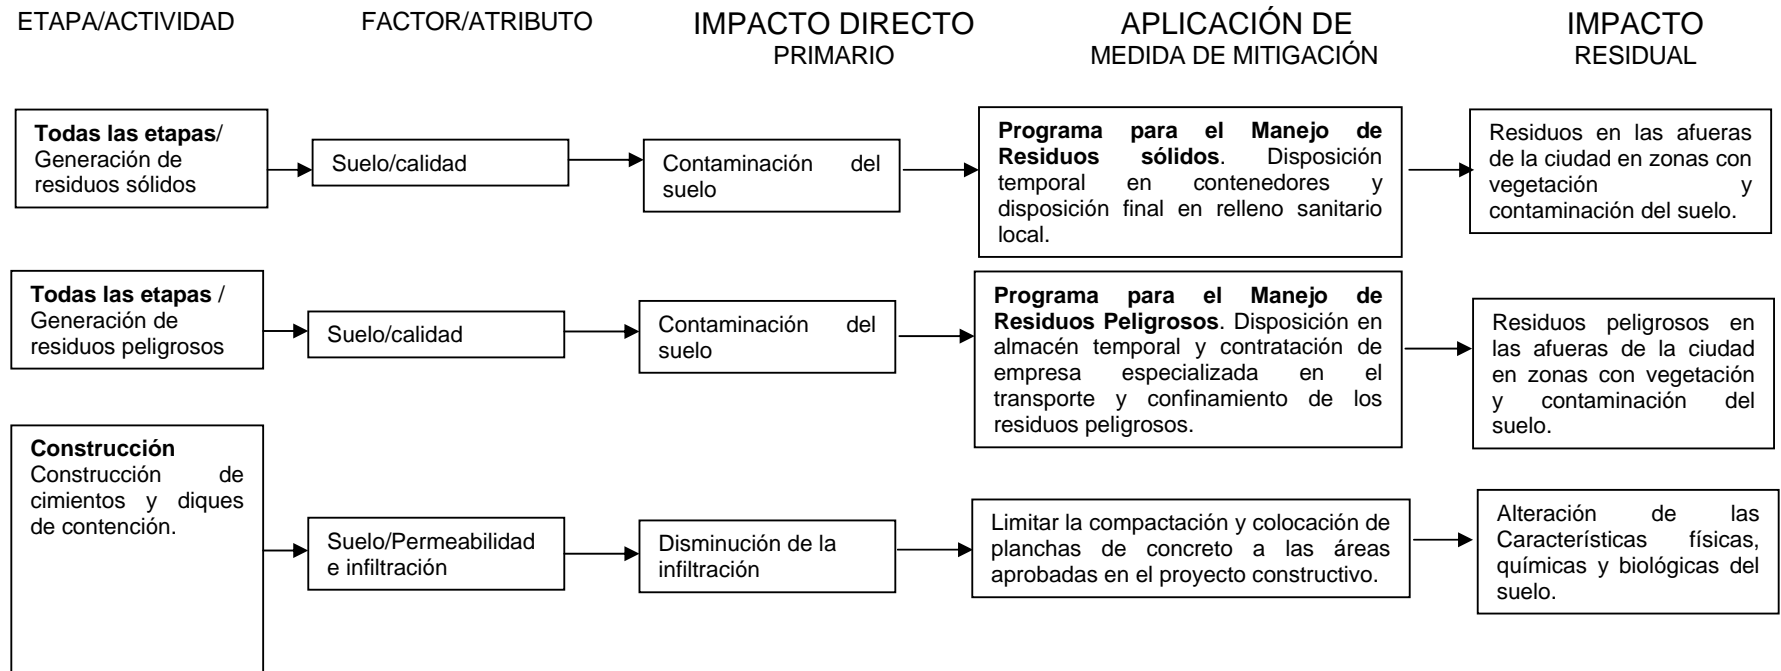 ETAPA/ACTIVIDAD
FACTOR/ATRIBUTO
IMPACTO DIRECTO
PRIMARIO
APLICACIÓN DE
MEDIDA DE MITIGACIÓN
IMPACTO
RESIDUAL
Todas las etapas/
Generación de
residuos sólidos
Suelo/calidad
Contaminación del
suelo
Programa para el Manejo de
Residuos sólidos. Disposición
temporal en contenedores y
disposición final en relleno sanitario
local.
Residuos en las afueras
de la ciudad en zonas con
vegetación y
contaminación del suelo.
Todas las etapas /
Generación de
residuos peligrosos
Suelo/calidad
Contaminación del
suelo
Programa para el Manejo de
Residuos Peligrosos. Disposición en
almacén temporal y contratación de
empresa especializada en el
transporte y confinamiento de los
residuos peligrosos.
Residuos peligrosos en
las afueras de la ciudad
en zonas con vegetación
y contaminación del
suelo.
Construcción
Construcción de
cimientos y diques
de contención.
Suelo/Permeabilidad
e infiltración
Disminución de la
infiltración
Limitar la compactación y colocación de
planchas de concreto a las áreas
aprobadas en el proyecto constructivo.
Alteración de las
Características físicas,
químicas y biológicas del
suelo.